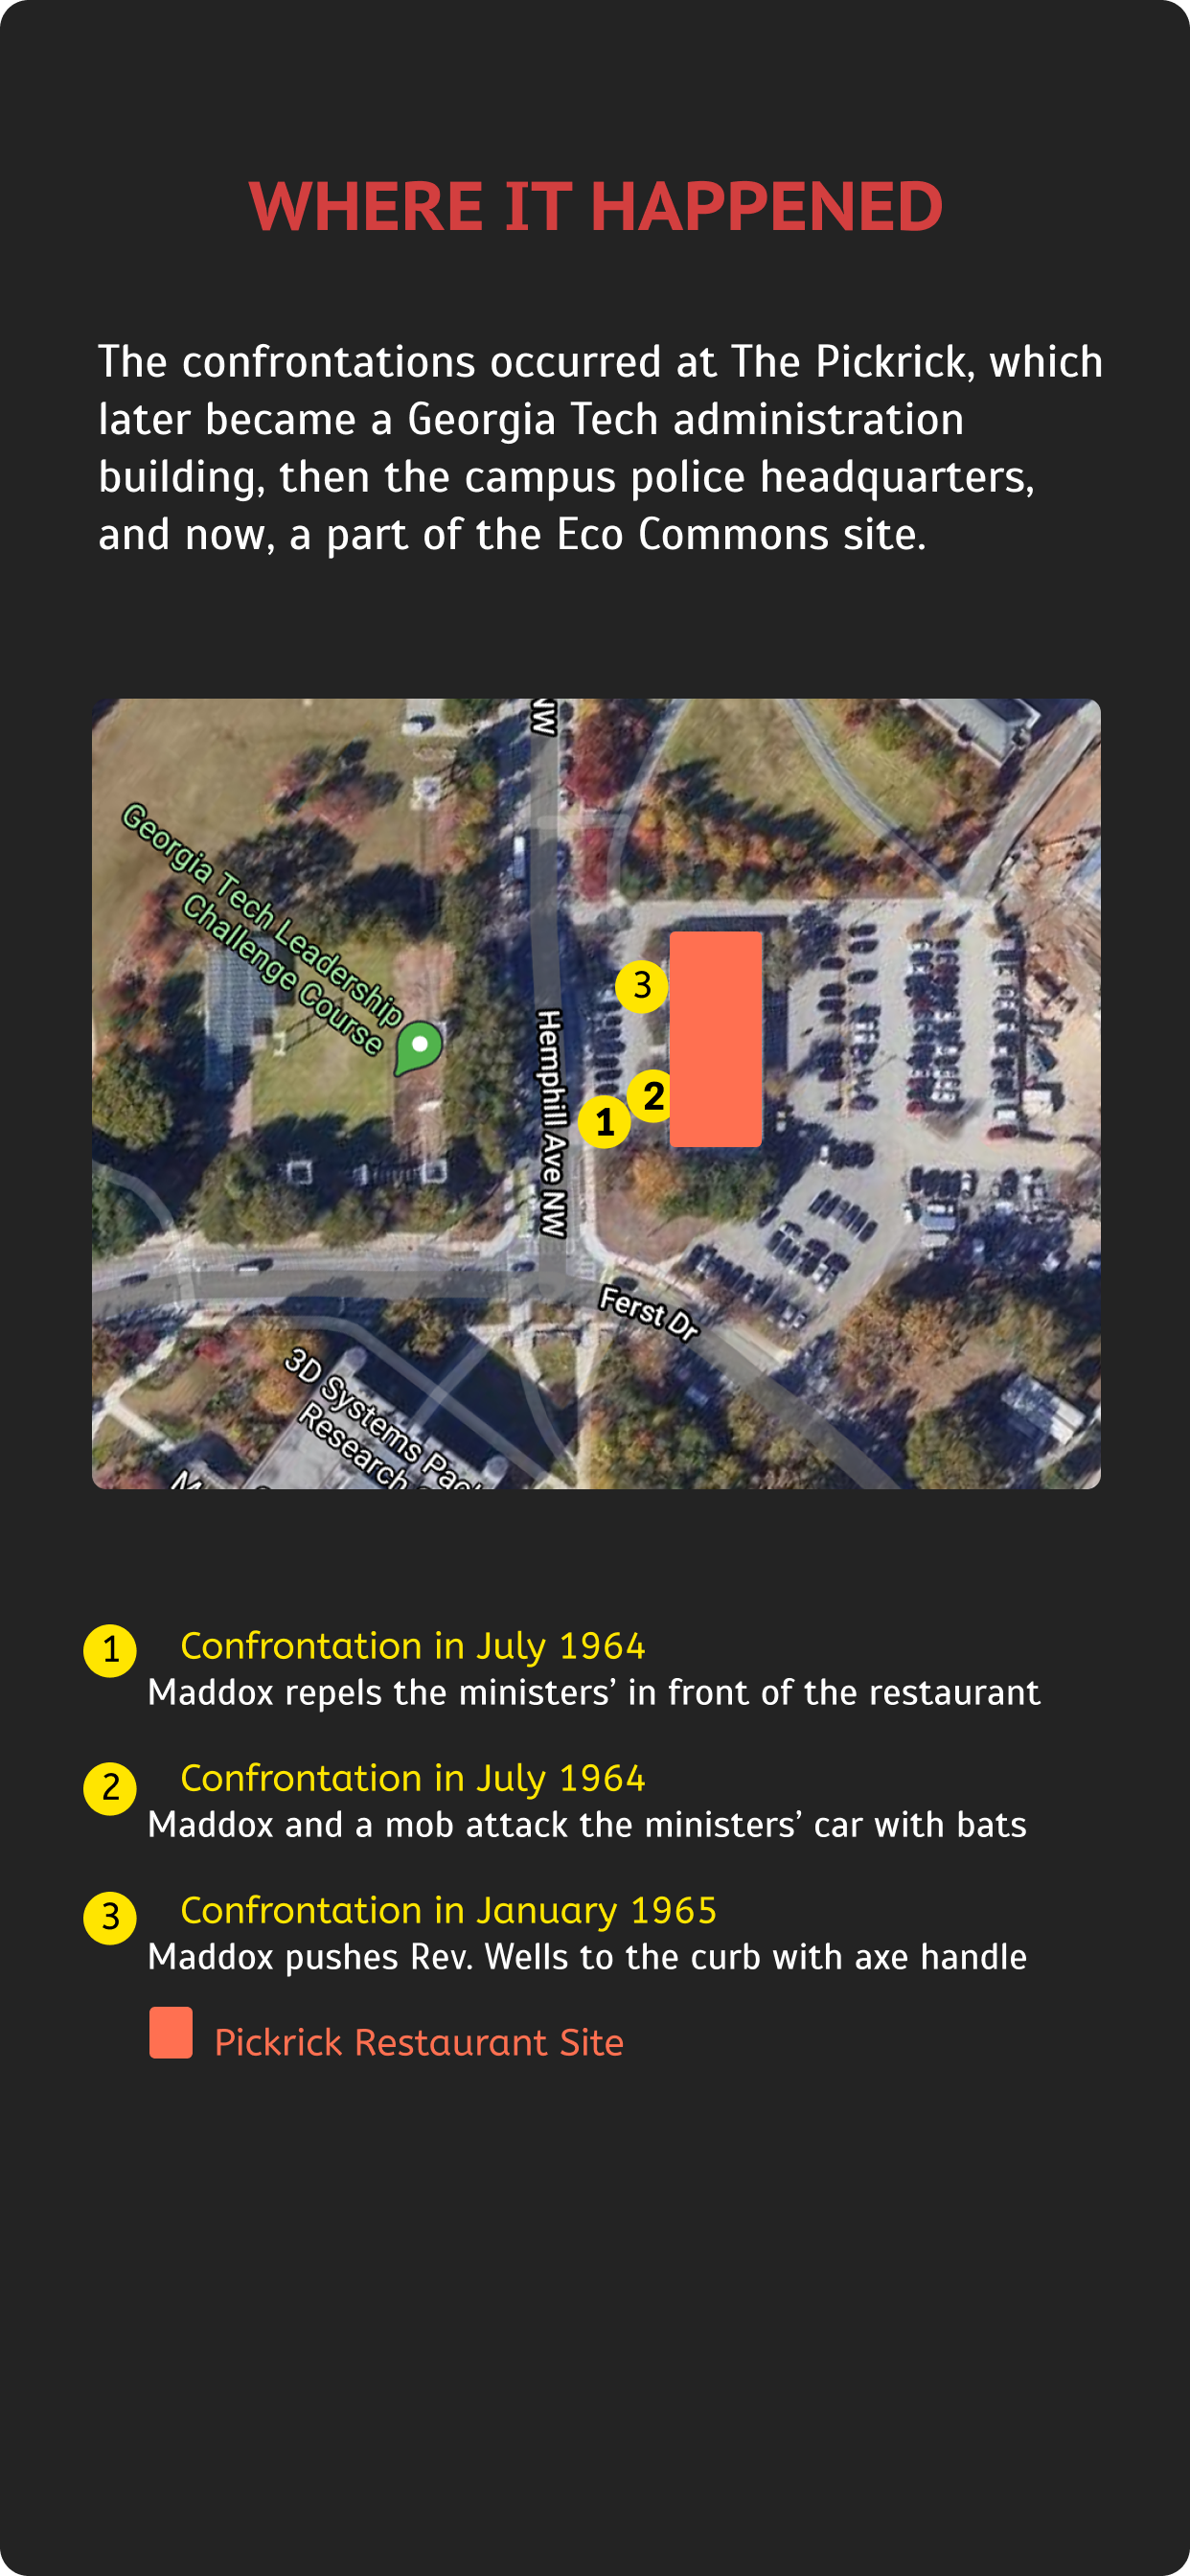 WHERE IT HAPPENED
The confrontations occurred at The Pickrick, which
later became a Georgia Tech administration
building, then the campus police headquarters,
and now, a part of the Eco Commons site.
NW
Georgia Tech Leadership
Challenge Course
3
2
1
Hemphill Ave NW
Ferst Dr
3D Systems
Research
1 Confrontation in July 1964
Maddox repels the ministers’ in front of the restaurant
2 Confrontation in July 1964
Maddox and a mob attack the ministers’ car with bats
3 Confrontation in January 1965
Maddox pushes Rev. Wells to the curb with axe handle
Pickrick Restaurant Site